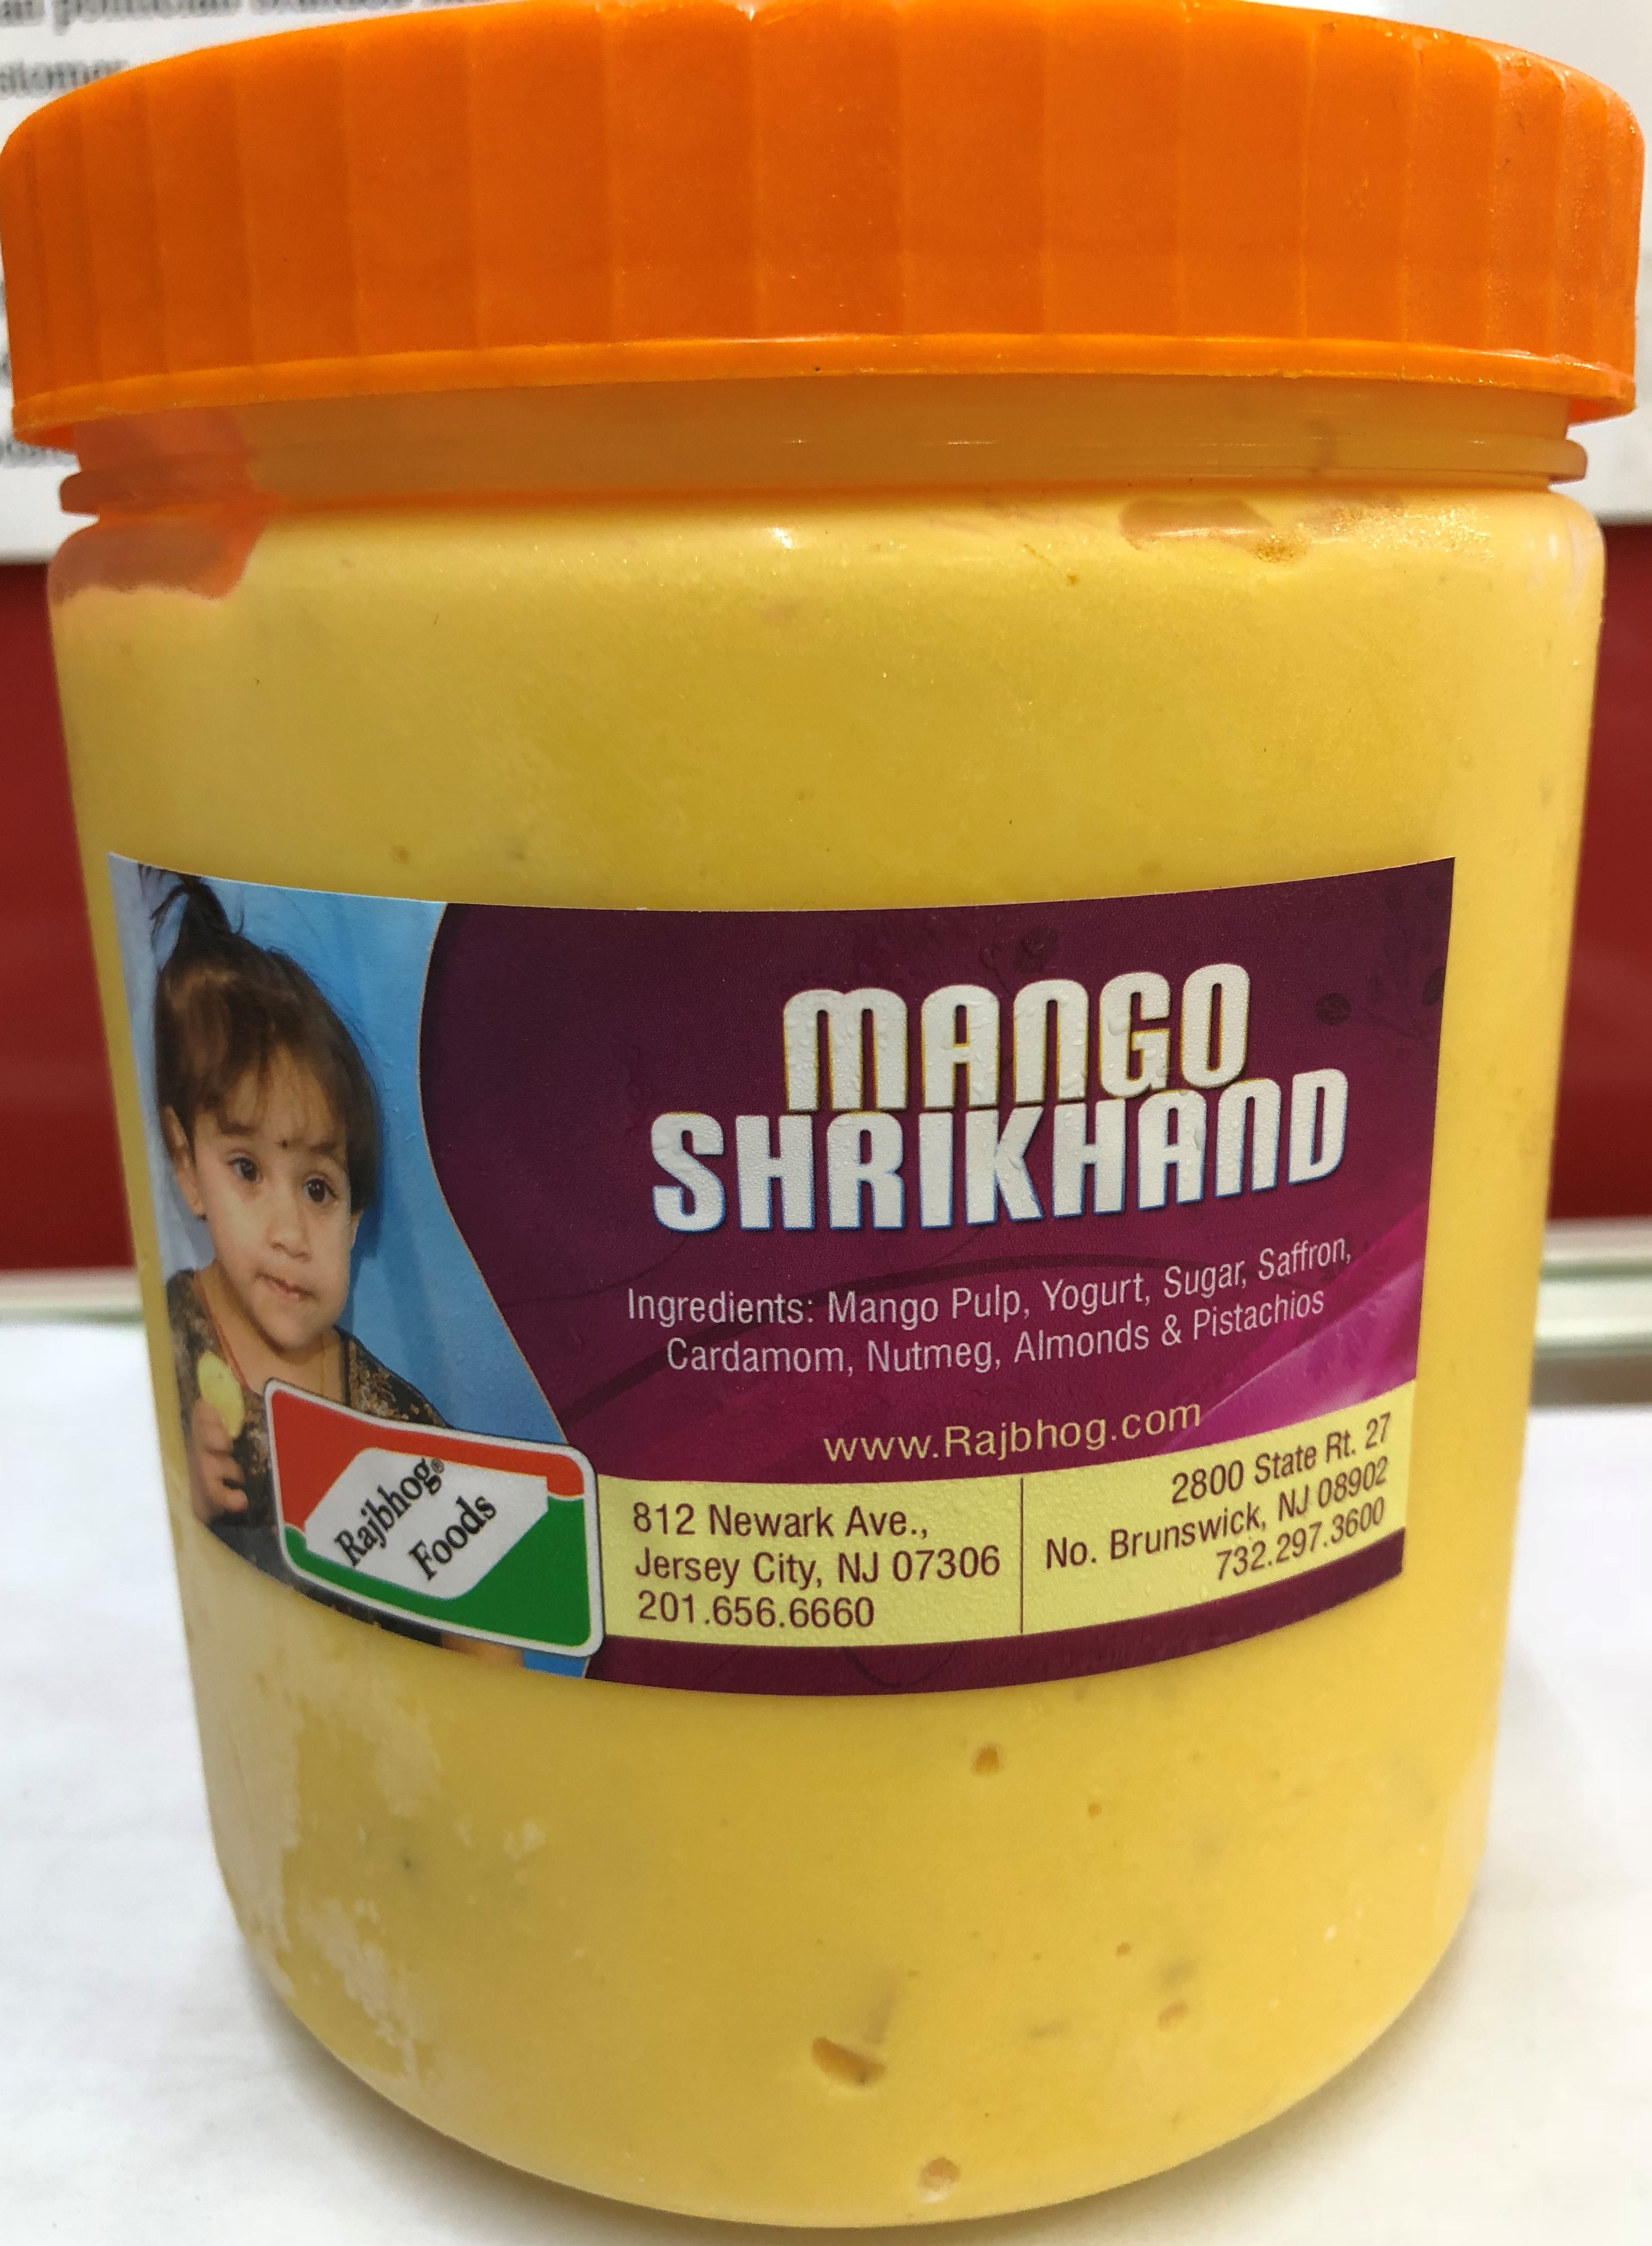 stomer
MANGO
SHRIKHAND
Ingredients: Mango Pulp, Yogurt, Sugar, Saffron,
Cardamom, Nutmeg, Almonds & Pistachios
www.Rajbhog.com
Rajbhog®
Foods
812 Newark Ave.,
Jersey City, NJ 07306
201.656.6660
2800 State Rt. 27
No. Brunswick, NJ 08902
732.297.3600